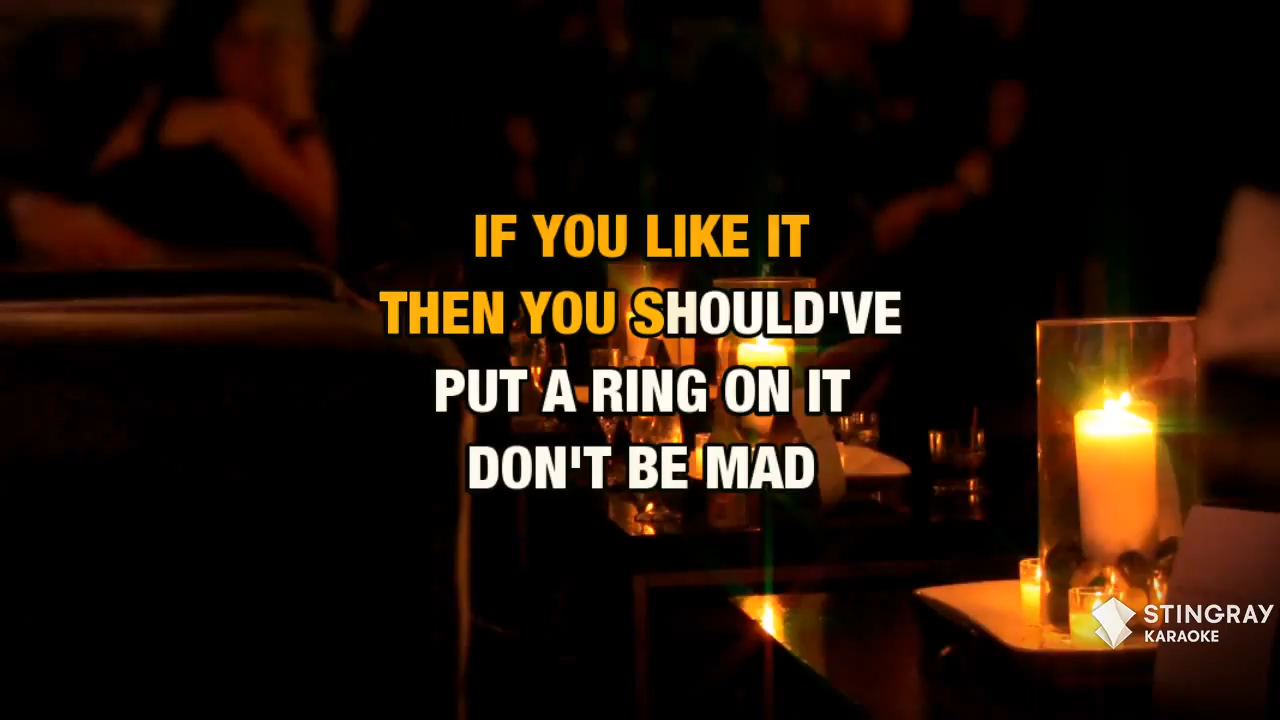 IF YOU LIKE IT
THEN YOU SHOULD'VE
PUT A RING ON IT
DON'T BE MAD
STINGRAY
KARAOKE